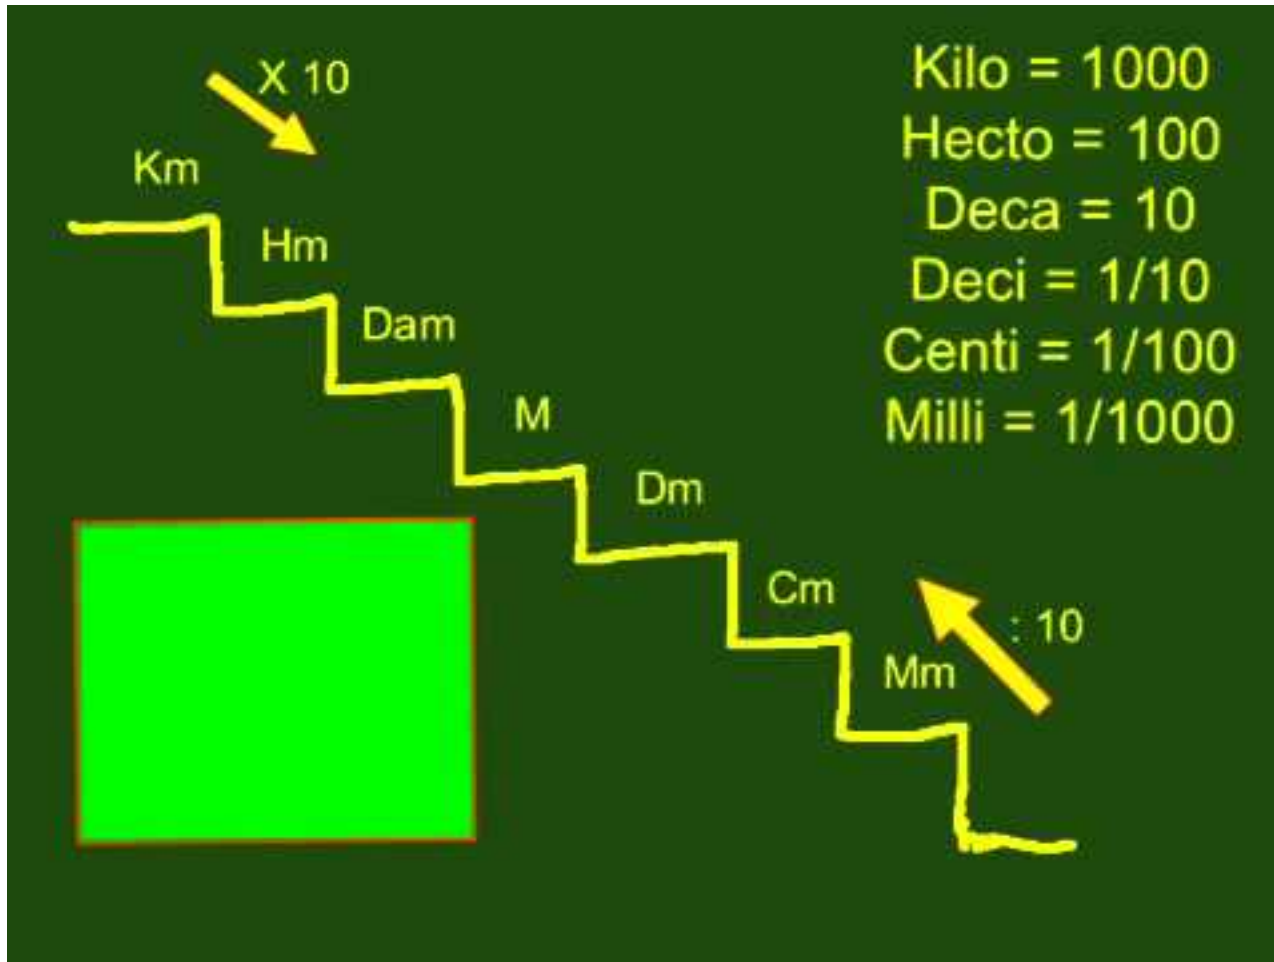 X 10
Km
Hm
Dam
M
Dm
Cm
Mm
: 10
Kilo = 1000
Hecto = 100
Deca = 10
Deci = 1/10
Centi = 1/100
Milli = 1/1000